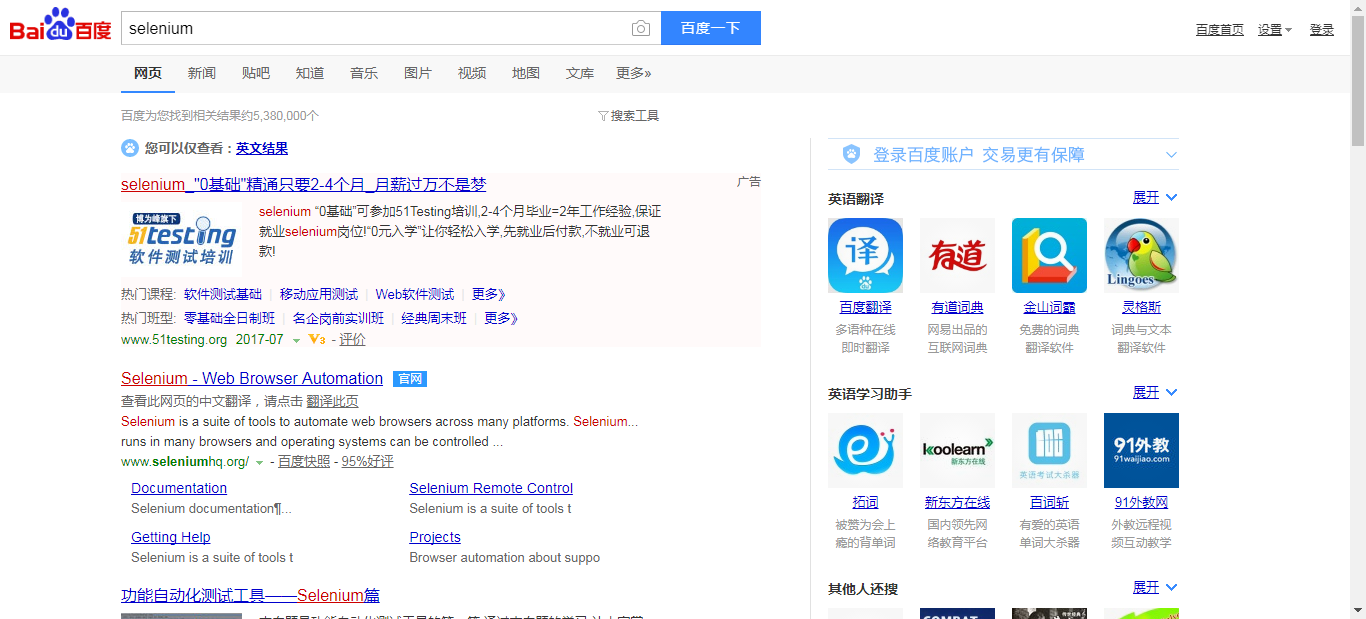 Bai du 百度
selenium
百度一下
百度首页 设置 登录
网页 新闻 贴吧 知道 音乐 图片 视频 地图 文库 更多»
百度为您找到相关结果约5,380,000个
搜索工具
您可以仅查看：英文结果
selenium_"0基础"精通只要2-4个月_月薪过万不是梦
广告
博为峰旗下
51testing
软件测试培训
selenium “0基础”可参加51Testing培训,2-4个月毕业=2年工作经验,保证
就业selenium岗位!“0元入学”让你轻松入学,先就业后付款,不就业可退
款!
热门课程: 软件测试基础 | 移动应用测试 | Web软件测试 | 更多》
热门班型: 零基础全日制班 | 名企岗前实训班 | 经典周末班 | 更多》
www.51testing.org 2017-07 V3 - 评价
Selenium - Web Browser Automation 官网
查看此网页的中文翻译，请点击 翻译此页
Selenium is a suite of tools to automate web browsers across many platforms. Selenium...
runs in many browsers and operating systems can be controlled ...
www.seleniumhq.org/ - 百度快照 - 95%好评
Documentation
Selenium documentation¶...
Selenium Remote Control
Selenium is a suite of tools t
Getting Help
Selenium is a suite of tools t
Projects
Browser automation about suppo
功能自动化测试工具——Selenium篇
登录百度账户 交易更有保障
英语翻译 展开
译
有道
Lingoes
百度翻译 有道词典 金山词霸 灵格斯
多语种在线 网易出品的 免费的词典 词典与文本
即时翻译 互联网词典 翻译软件 翻译软件
英语学习助手 展开
koolearn
新东方在线
英语考试大杀器
91外教
91waijiao.com
拓词 新东方在线 百词斩 91外教网
被赞为会上 国内领先网 有爱的英语 外教远程视
瘾的背单词 络教育平台 单词大杀器 频互动教学
其他人还搜 展开
COMBAT